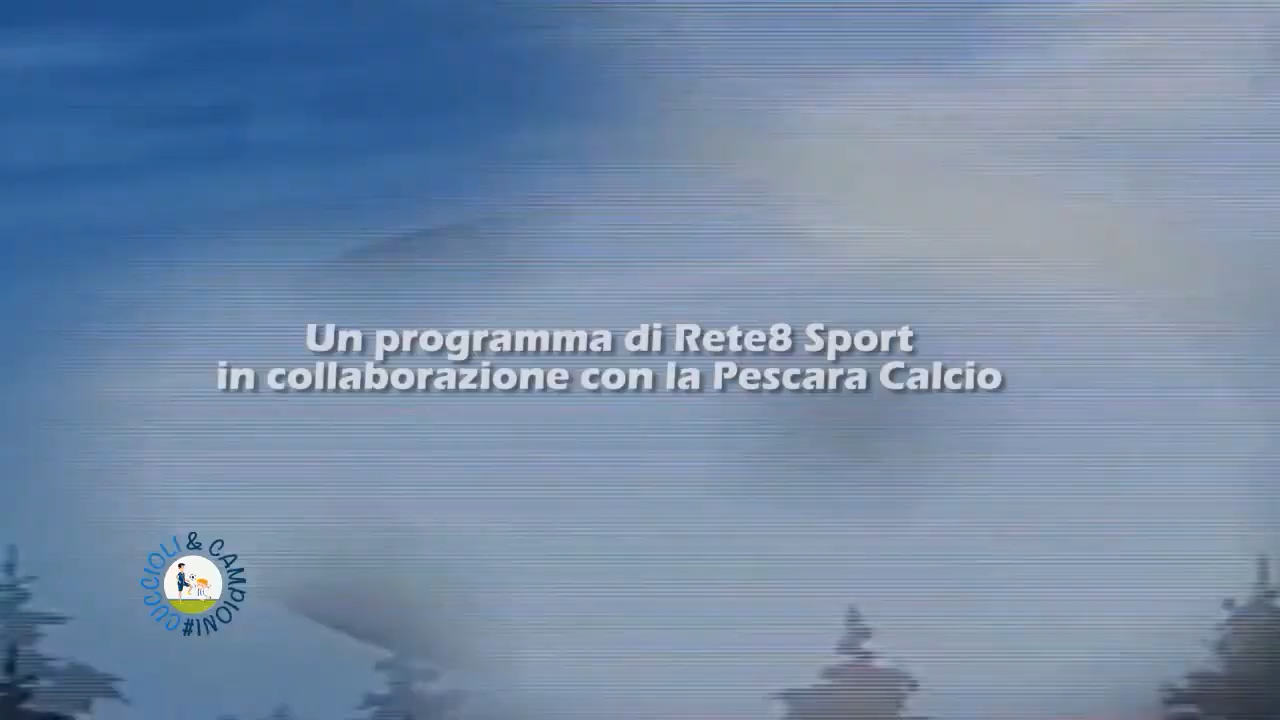 Un programma di Rete8 Sport
in collaborazione con la Pescara Calcio
#CUCCIOLI & CAMPIONI